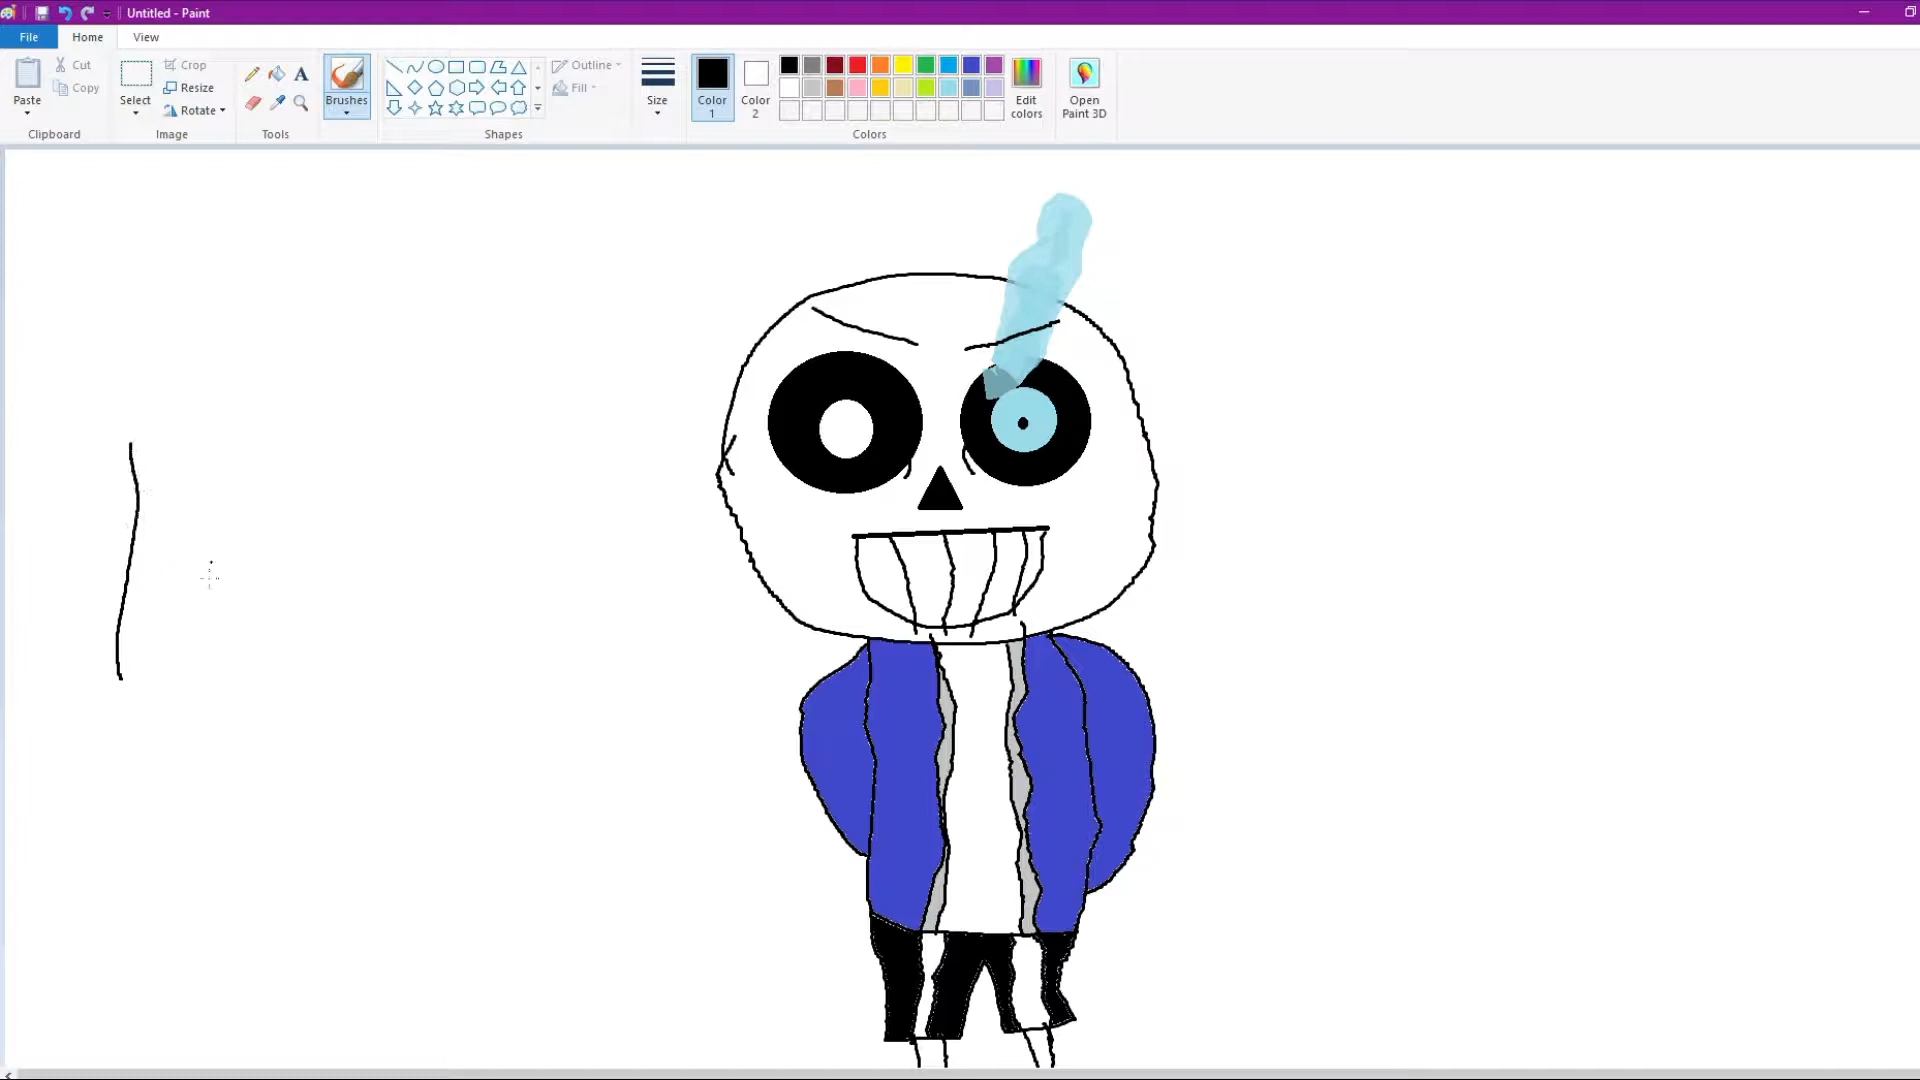 Untitled - Paint
File Home View
Paste
Cut
Copy
Clipboard
Select
Crop
Resize
Rotate
Image
Tools
Brushes
Outline
Fill
Shapes
Size
Color 1
Color 2
Edit colors
Colors
Open Paint 3D